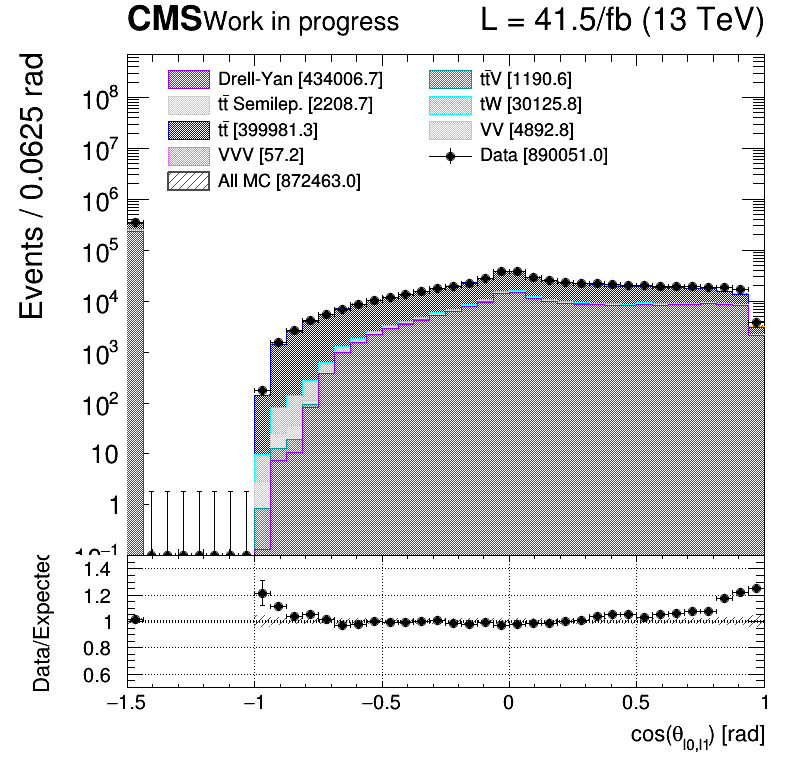 CMS Work in progress L = 41.5/fb (13 TeV)
Events / 0.0625 rad
Drell-Yan [434006.7]
tt̄V [1190.6]
tt̄ Semilep. [2208.7]
tW [30125.8]
tt̄ [399981.3]
VV [4892.8]
VVV [57.2]
Data [890051.0]
All MC [872463.0]
10⁸
10⁷
10⁶
10⁵
10⁴
10³
10²
10
1
10⁻¹
Data/Expected
1.4
1.2
1
0.8
0.6
−1.5 −1 −0.5 0 0.5 1
cos(θ_l0,l1) [rad]